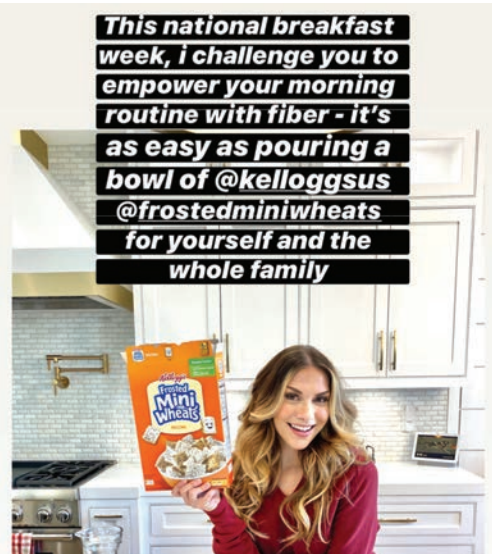 This national breakfast
week, i challenge you to
empower your morning
routine with fiber - it's
as easy as pouring a
bowl of @kelloggsus
@frostedminiwheats
for yourself and the
whole family
Kellogg's
Frosted
Mini
Wheats